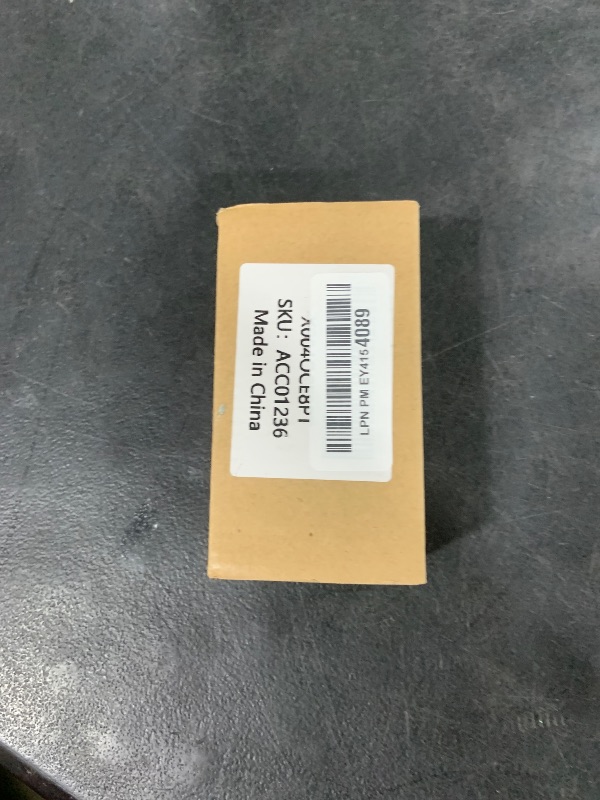 LPN PM EY4154089
SKU: ACC01236
Made in China